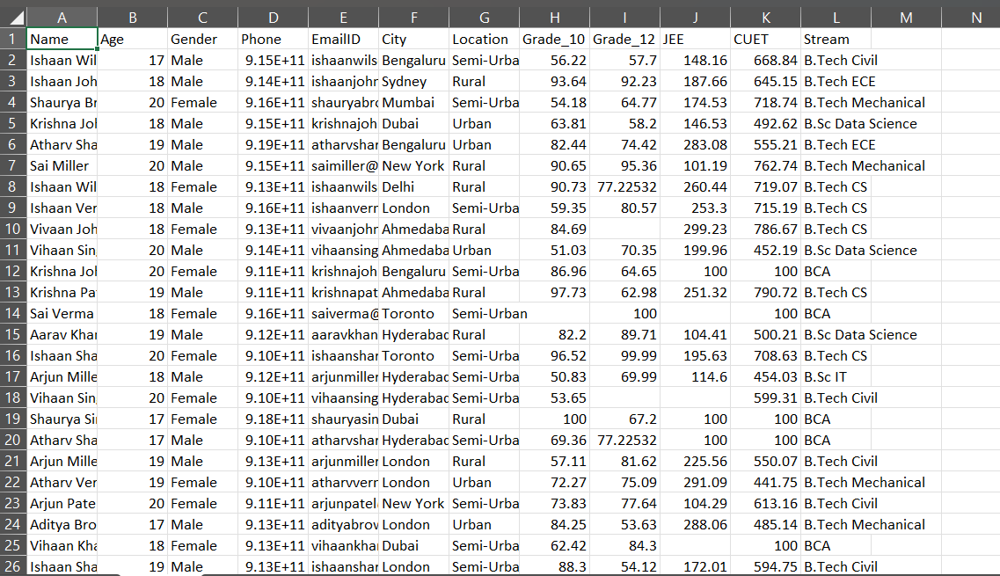 A B C D E F G H I J K L M N
1 Name Age Gender Phone EmailID City Location Grade_10 Grade_12 JEE CUET Stream
2 Ishaan Wil 17 Male 9.15E+11 ishaanwils Bengaluru Semi-Urba 56.22 57.7 148.16 668.84 B.Tech Civil
3 Ishaan Joh 18 Male 9.14E+11 ishaanjohr Sydney Rural 93.64 92.23 187.66 645.15 B.Tech ECE
4 Shaurya Br 20 Female 9.16E+11 shauryabro Mumbai Semi-Urba 54.18 64.77 174.53 718.74 B.Tech Mechanical
5 Krishna Joh 19 Male 9.15E+11 krishnajoh Dubai Urban 63.81 58.2 146.53 492.62 B.Sc Data Science
6 Atharv Sha 19 Male 9.19E+11 atharvshar Bengaluru Urban 82.44 74.42 283.08 555.21 B.Tech ECE
7 Sai Miller 20 Male 9.15E+11 saimiller@ New York Rural 90.65 95.36 101.19 762.74 B.Tech Mechanical
8 Ishaan Wil 18 Female 9.13E+11 ishaanwils Delhi Rural 90.73 77.22532 260.44 719.07 B.Tech CS
9 Ishaan Ver 18 Male 9.16E+11 ishaanverr London Semi-Urba 59.35 80.57 253.3 715.19 B.Tech CS
10 Vivaan Joh 18 Female 9.13E+11 vivaanjohr Ahmedaba Rural 84.69 299.23 786.67 B.Tech CS
11 Vihaan Sin 20 Male 9.14E+11 vihaansing Ahmedaba Urban 51.03 70.35 199.96 452.19 B.Sc Data Science
12 Krishna Joh 20 Female 9.11E+11 krishnajoh Bengaluru Semi-Urba 86.96 64.65 100 100 BCA
13 Krishna Pa 19 Male 9.11E+11 krishnapat Ahmedaba Rural 97.73 62.98 251.32 790.72 B.Tech CS
14 Sai Verma 18 Female 9.16E+11 saiverma@ Toronto Semi-Urban 100 100 BCA
15 Aarav Khan 19 Male 9.12E+11 aaravkhan Hyderabad Rural 82.2 89.71 104.41 500.21 B.Sc Data Science
16 Ishaan Sha 20 Female 9.10E+11 ishaanshar Toronto Semi-Urba 96.52 99.99 195.63 708.63 B.Tech CS
17 Arjun Mille 18 Male 9.12E+11 arjunmiller Hyderabad Semi-Urba 50.83 69.99 114.6 454.03 B.Sc IT
18 Vihaan Sin 20 Female 9.10E+11 vihaansing Hyderabad Semi-Urba 53.65 599.31 B.Tech Civil
19 Shaurya Si 17 Female 9.18E+11 shauryasin Dubai Rural 100 67.2 100 100 BCA
20 Atharv Sha 17 Male 9.10E+11 atharvshar Hyderabad Semi-Urba 69.36 77.22532 100 100 BCA
21 Arjun Mille 19 Male 9.13E+11 arjunmiller London Rural 57.11 81.62 225.56 550.07 B.Tech Civil
22 Atharv Ver 19 Female 9.10E+11 atharvverr London Urban 72.27 75.09 291.09 441.75 B.Tech Mechanical
23 Arjun Pate 20 Female 9.11E+11 arjunpatel New York Semi-Urba 73.83 77.64 104.29 613.16 B.Tech Civil
24 Aditya Bro 17 Male 9.13E+11 adityabrov London Urban 84.25 53.63 288.06 485.14 B.Tech Mechanical
25 Vihaan Kha 18 Female 9.13E+11 vihaankhai Dubai Semi-Urba 62.42 84.3 100 BCA
26 Ishaan Sha 19 Male 9.13E+11 ishaanshar London Semi-Urba 88.3 54.12 172.01 594.75 B.Tech Civil